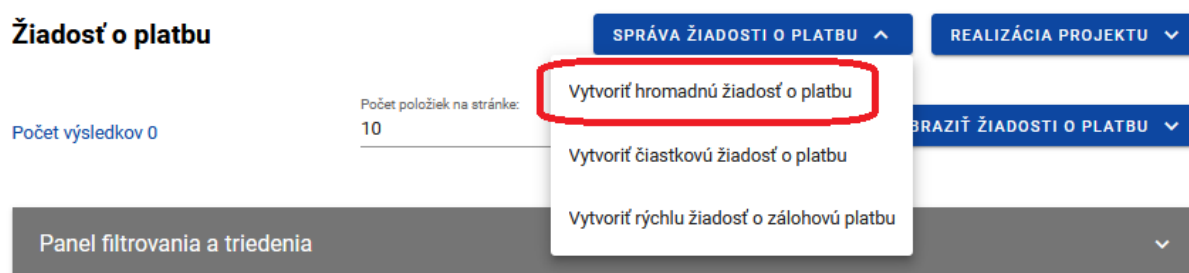 Žiadosť o platbu
SPRÁVA ŽIADOSTI O PLATBU
REALIZÁCIA PROJEKTU
Vytvoriť hromadnú žiadosť o platbu
Počet položiek na stránke:
10
Počet výsledkov 0
BRAZIŤ ŽIADOSTI O PLATBU
Vytvoriť čiastkovú žiadosť o platbu
Vytvoriť rýchlu žiadosť o zálohovú platbu
Panel filtrovania a triedenia